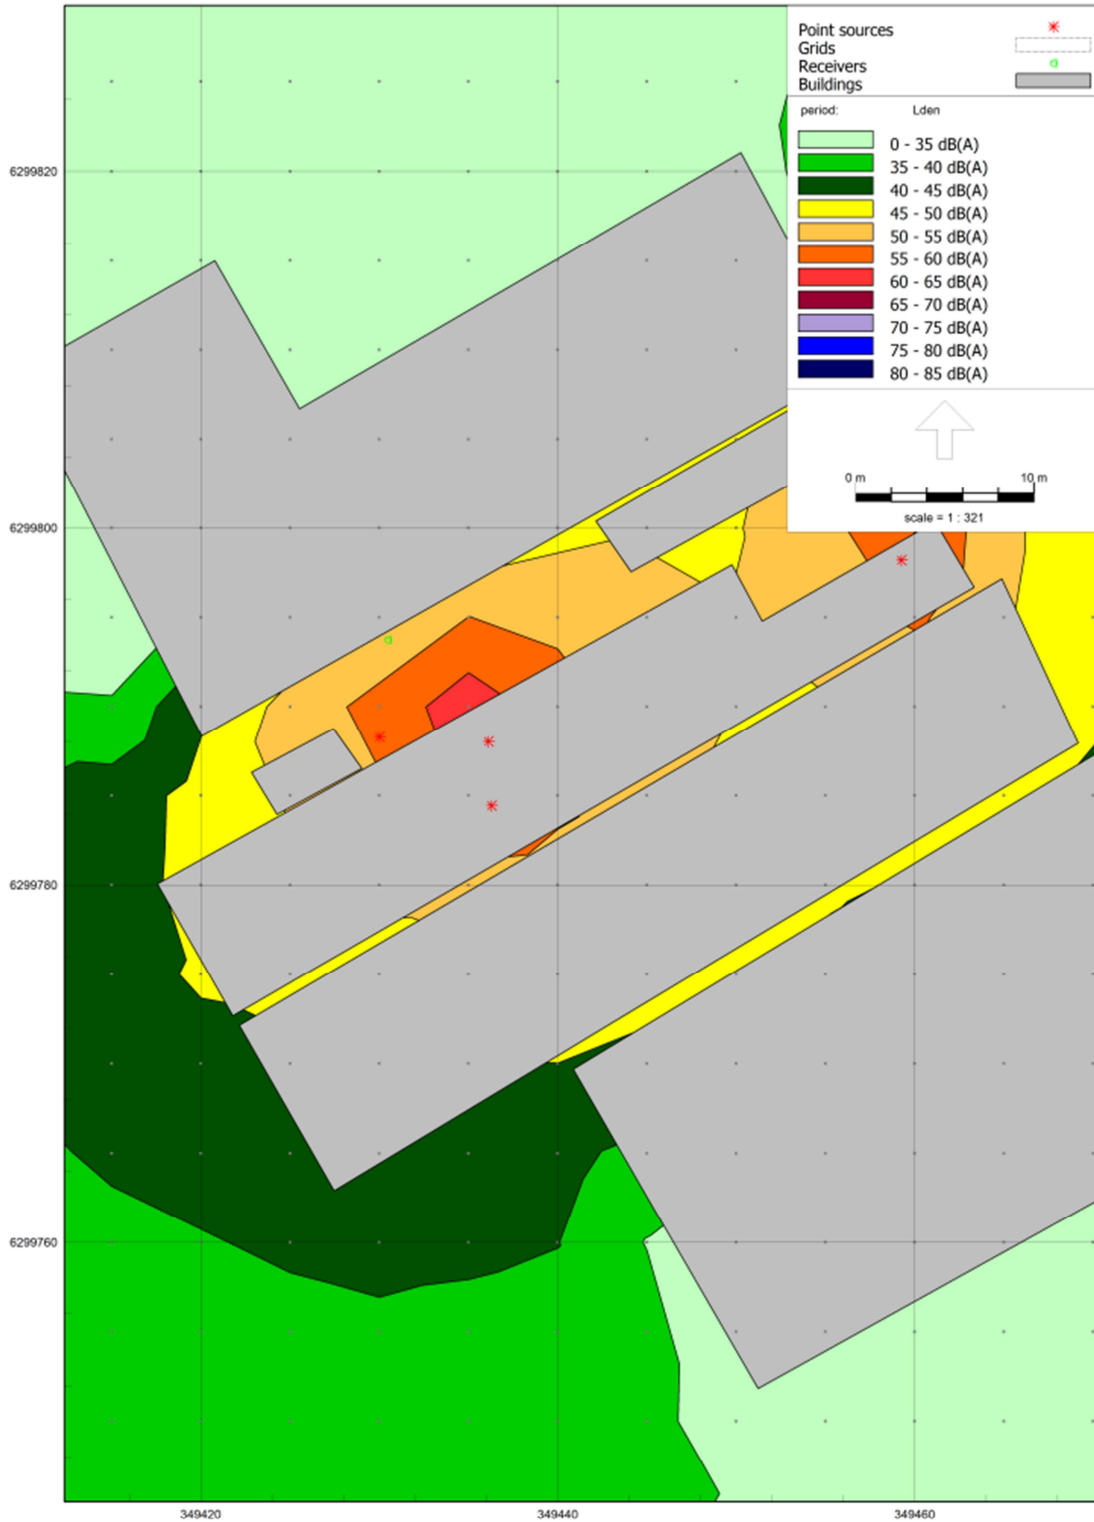 Point sources
Grids
Receivers
Buildings
period: Lden
0 - 35 dB(A)
35 - 40 dB(A)
40 - 45 dB(A)
45 - 50 dB(A)
50 - 55 dB(A)
55 - 60 dB(A)
60 - 65 dB(A)
65 - 70 dB(A)
70 - 75 dB(A)
75 - 80 dB(A)
80 - 85 dB(A)
0 m 10 m
scale = 1 : 321
6299820
6299800
6299780
6299760
349420 349440 349460